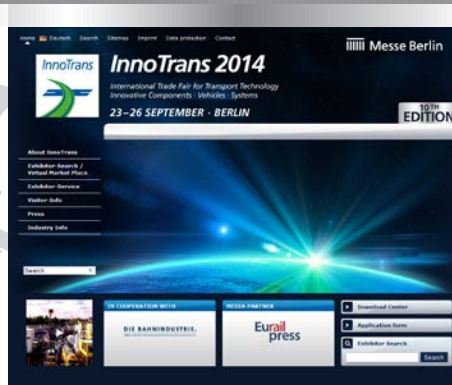 Home Deutsch Search Sitemap Imprint Data protection Contact
Messe Berlin
InnoTrans
InnoTrans 2014
International Trade Fair for Transport Technology
Innovative Components · Vehicles · Systems
23–26 SEPTEMBER · BERLIN
10TH
EDITION
About InnoTrans
Exhibitor-Search /
Virtual Market Place
Exhibitor-Service
Visitor-Info
Press
Industry Info
Search
IN COOPERATION WITH
MEDIA PARTNER
Download Center
DIE BAHNINDUSTRIE.
Eurail
press
Application form
Exhibitor Search
Search